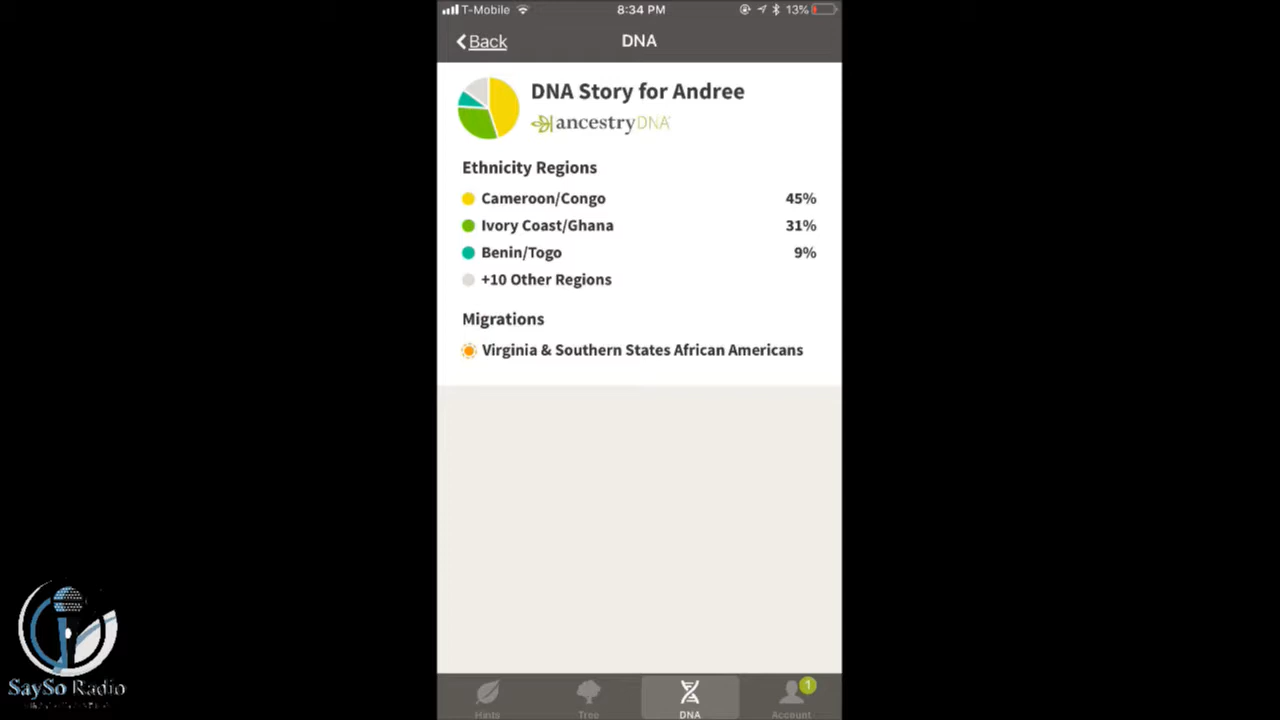 T-Mobile 8:34 PM 13%
Back DNA
DNA Story for Andree
ancestryDNA
Ethnicity Regions
Cameroon/Congo 45%
Ivory Coast/Ghana 31%
Benin/Togo 9%
+10 Other Regions
Migrations
Virginia & Southern States African Americans
1
Hints Tree DNA Account
SaySo Radio